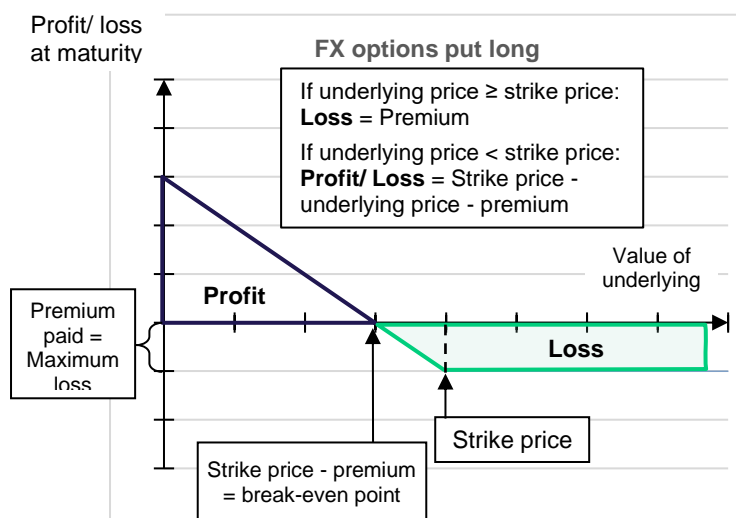 Profit/ loss
at maturity
FX options put long
If underlying price ≥ strike price:
Loss = Premium
If underlying price < strike price:
Profit/ Loss = Strike price -
underlying price - premium
Value of
underlying
Profit
Premium
paid =
Maximum
loss
Loss
Strike price
Strike price - premium
= break-even point